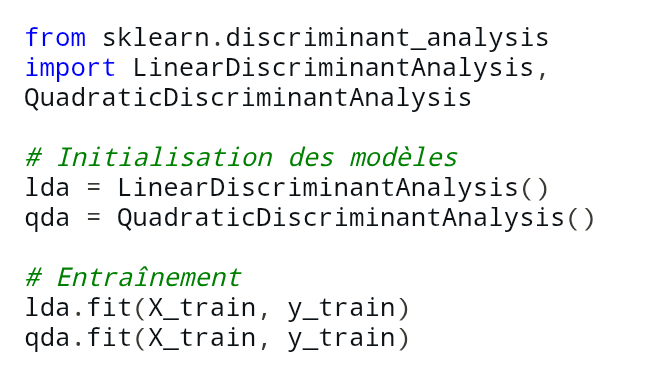 from sklearn.discriminant_analysis
import LinearDiscriminantAnalysis,
QuadraticDiscriminantAnalysis

# Initialisation des modèles
lda = LinearDiscriminantAnalysis()
qda = QuadraticDiscriminantAnalysis()

# Entraînement
lda.fit(X_train, y_train)
qda.fit(X_train, y_train)